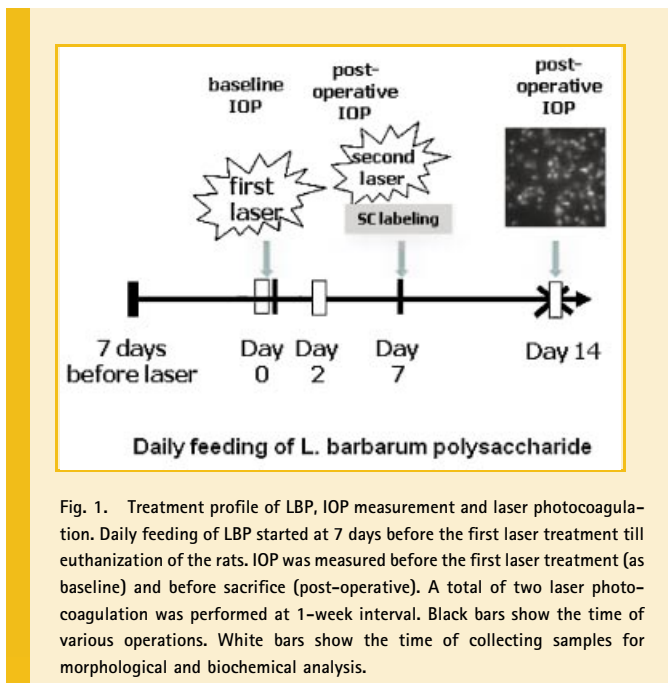 baseline
IOP
post-
operative
IOP
post-
operative
IOP
first
laser
second
laser
SC labeling
7 days
before laser
Day
0
Day
2
Day
7
Day 14
Daily feeding of L. barbarum polysaccharide
Fig. 1. Treatment profile of LBP, IOP measurement and laser photocoagula-
tion. Daily feeding of LBP started at 7 days before the first laser treatment till
euthanization of the rats. IOP was measured before the first laser treatment (as
baseline) and before sacrifice (post-operative). A total of two laser photo-
coagulation was performed at 1-week interval. Black bars show the time of
various operations. White bars show the time of collecting samples for
morphological and biochemical analysis.